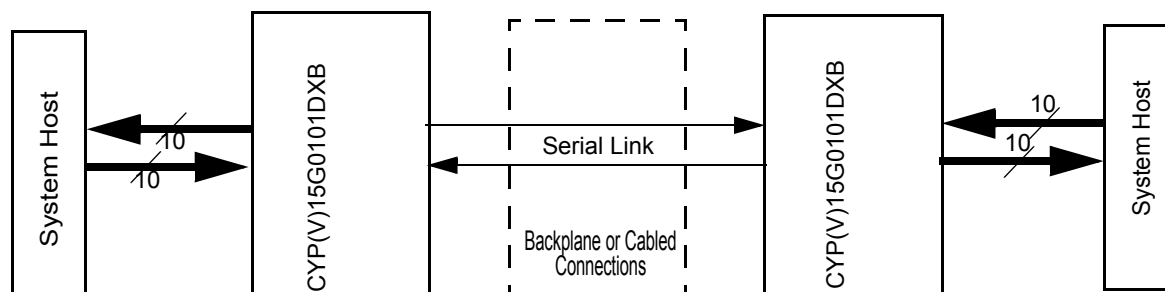 System Host
10
10
CYP(V)15G0101DXB
Serial Link
Backplane or Cabled
Connections
CYP(V)15G0101DXB
10
10
System Host